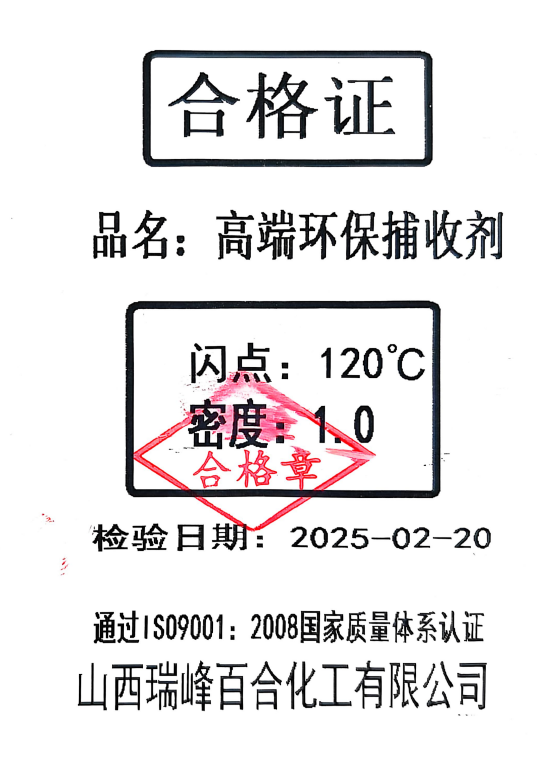 合格证
品名：高端环保捕收剂
闪点：120℃
密度：1.0
合格章
检验日期：2025-02-20
通过ISO9001：2008国家质量体系认证
山西瑞峰百合化工有限公司